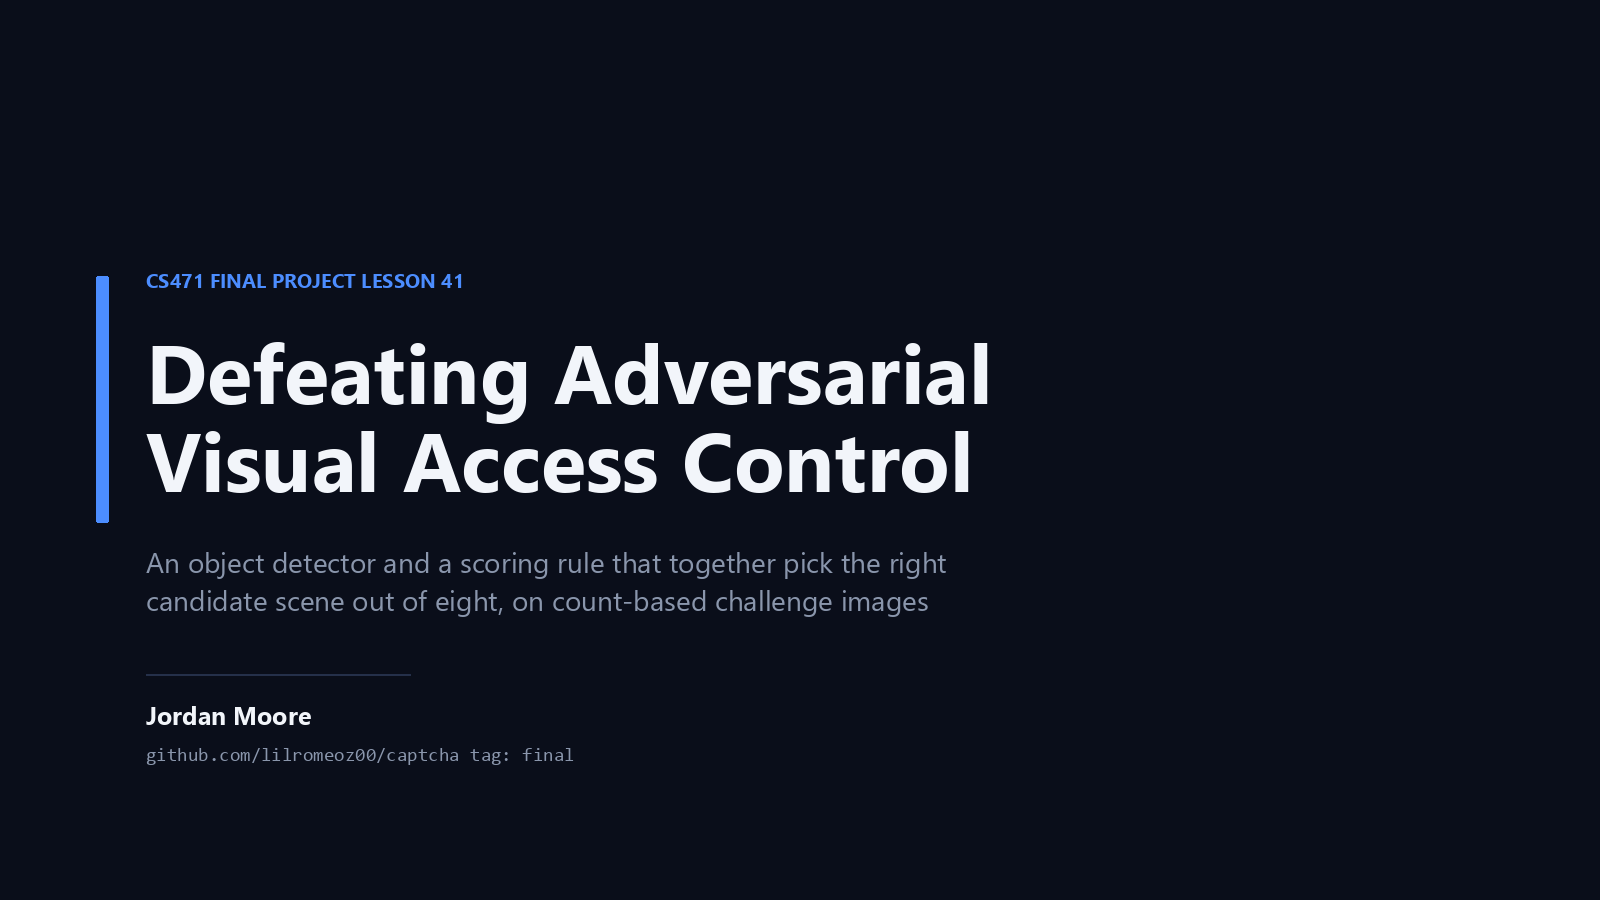 CS471 FINAL PROJECT LESSON 41
Defeating Adversarial
Visual Access Control
An object detector and a scoring rule that together pick the right
candidate scene out of eight, on count-based challenge images
Jordan Moore
github.com/lilromeoz00/captcha tag: final